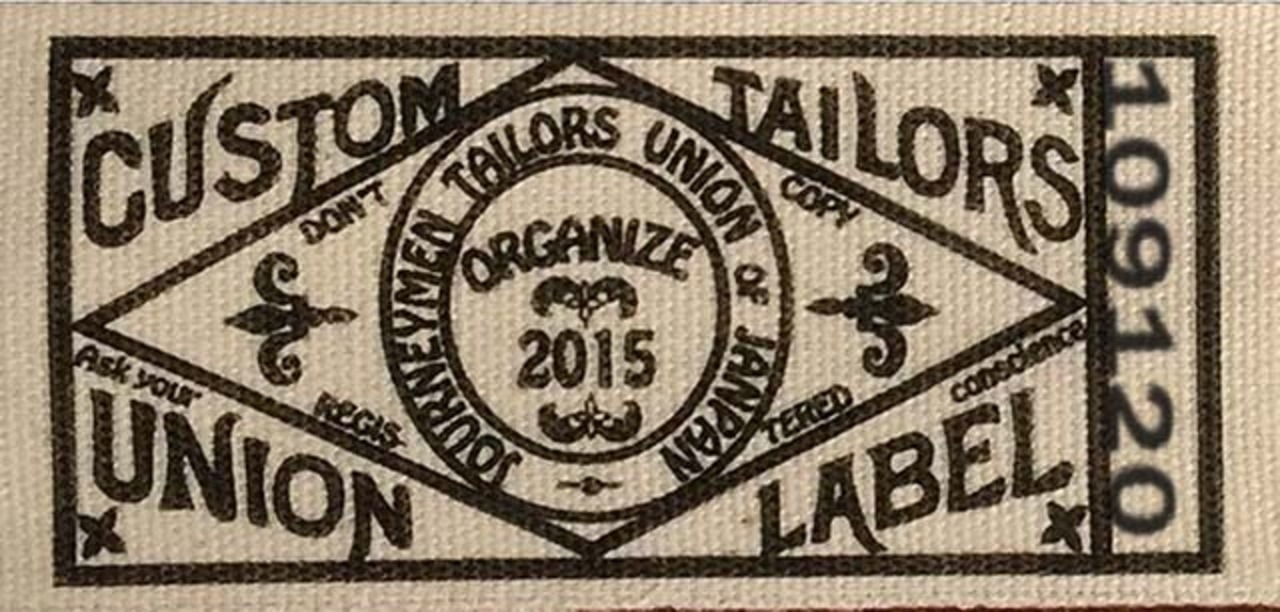 CUSTOM TAILORS
DON'T COPY
JOURNEYMEN TAILORS UNION OF JANPAN
ORGANIZE
2015
Ask your conscience
REGIS- TERED
UNION LABEL
109120